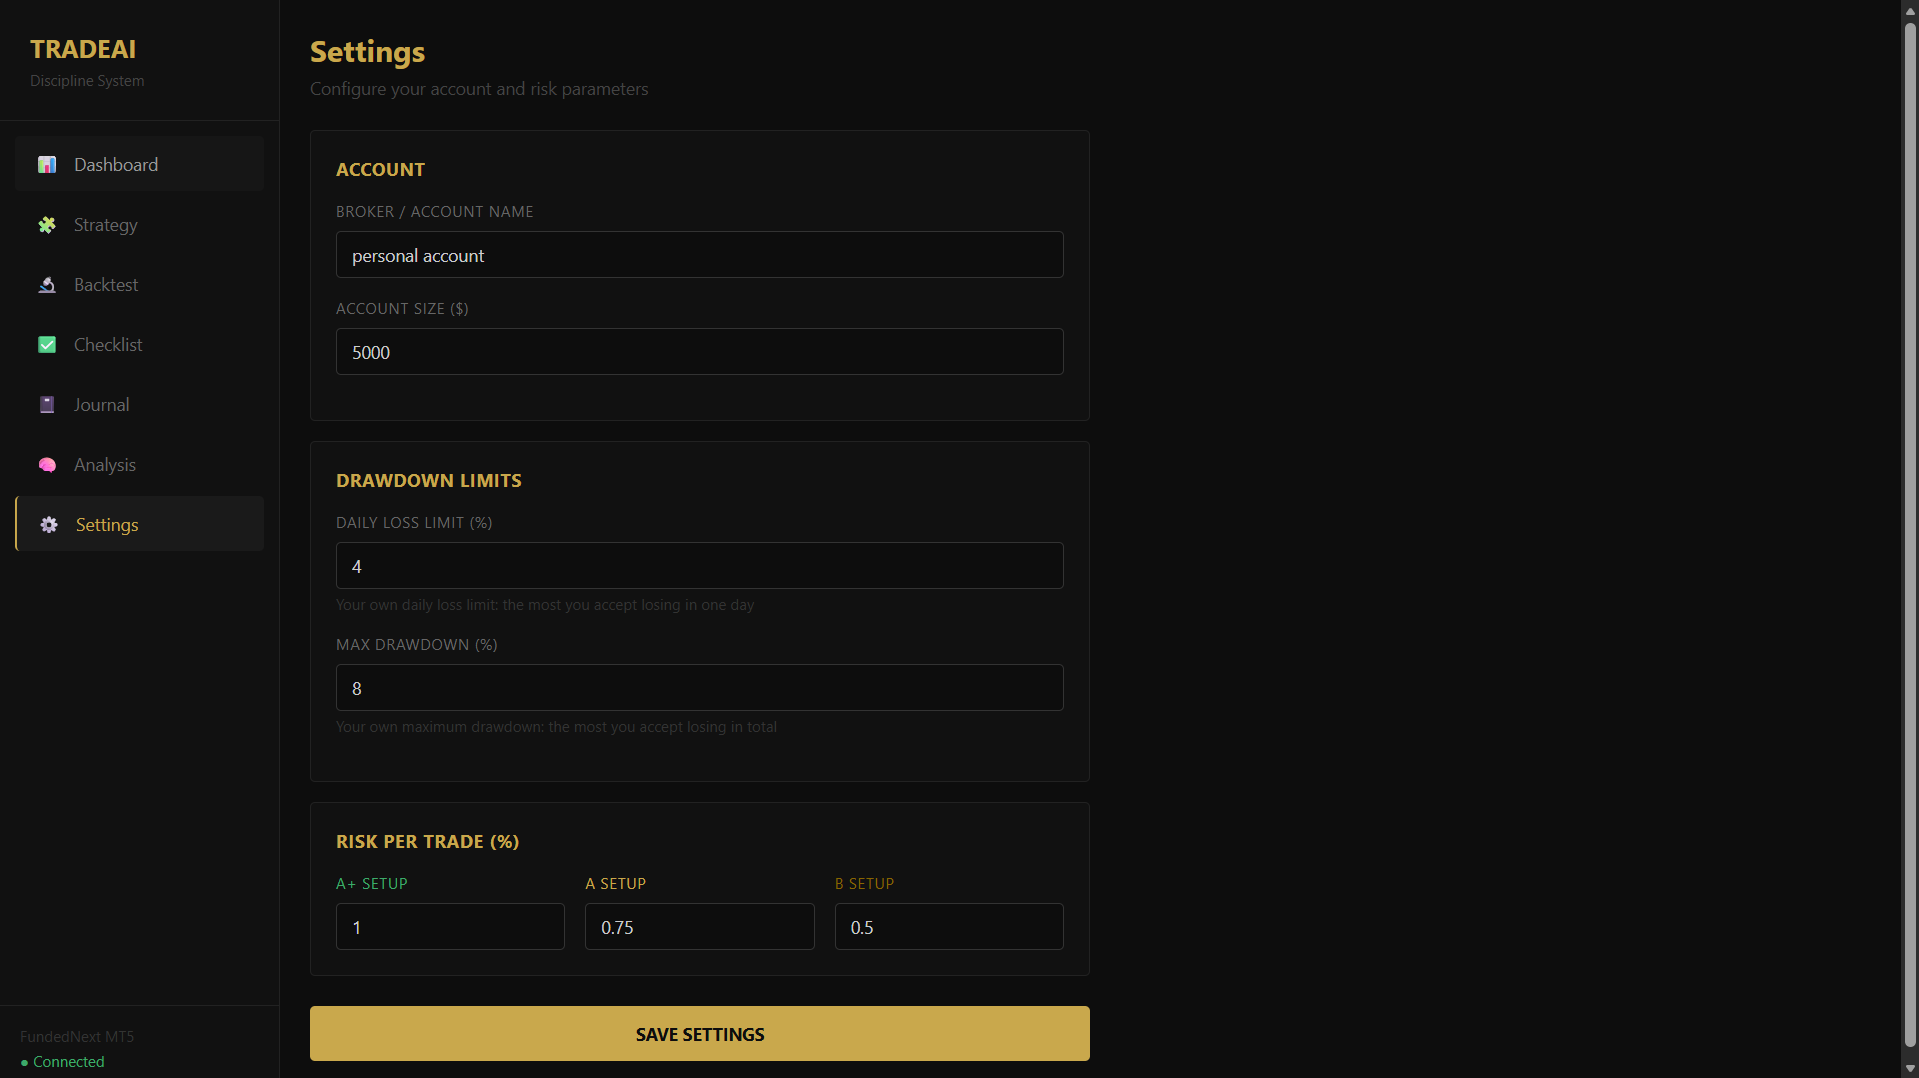 TRADEAI
Discipline System
Dashboard
Strategy
Backtest
Checklist
Journal
Analysis
Settings
FundedNext MT5
● Connected
Settings
Configure your account and risk parameters
ACCOUNT
BROKER / ACCOUNT NAME
personal account
ACCOUNT SIZE ($)
5000
DRAWDOWN LIMITS
DAILY LOSS LIMIT (%)
4
Your own daily loss limit: the most you accept losing in one day
MAX DRAWDOWN (%)
8
Your own maximum drawdown: the most you accept losing in total
RISK PER TRADE (%)
A+ SETUP A SETUP B SETUP
1 0.75 0.5
SAVE SETTINGS